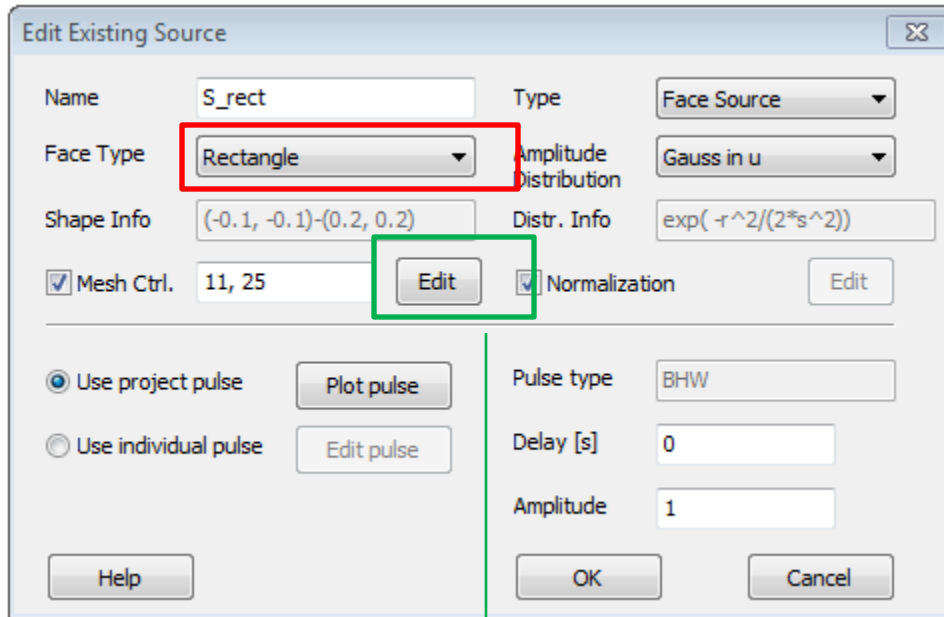 Edit Existing Source
Name S_rect Type Face Source
Face Type Rectangle Amplitude Distribution Gauss in u
Shape Info (-0.1, -0.1)-(0.2, 0.2) Distr. Info exp( -r^2/(2*s^2))
Mesh Ctrl. 11, 25 Edit Normalization Edit
Use project pulse Plot pulse Pulse type BHW
Use individual pulse Edit pulse Delay [s] 0
Amplitude 1
Help OK Cancel